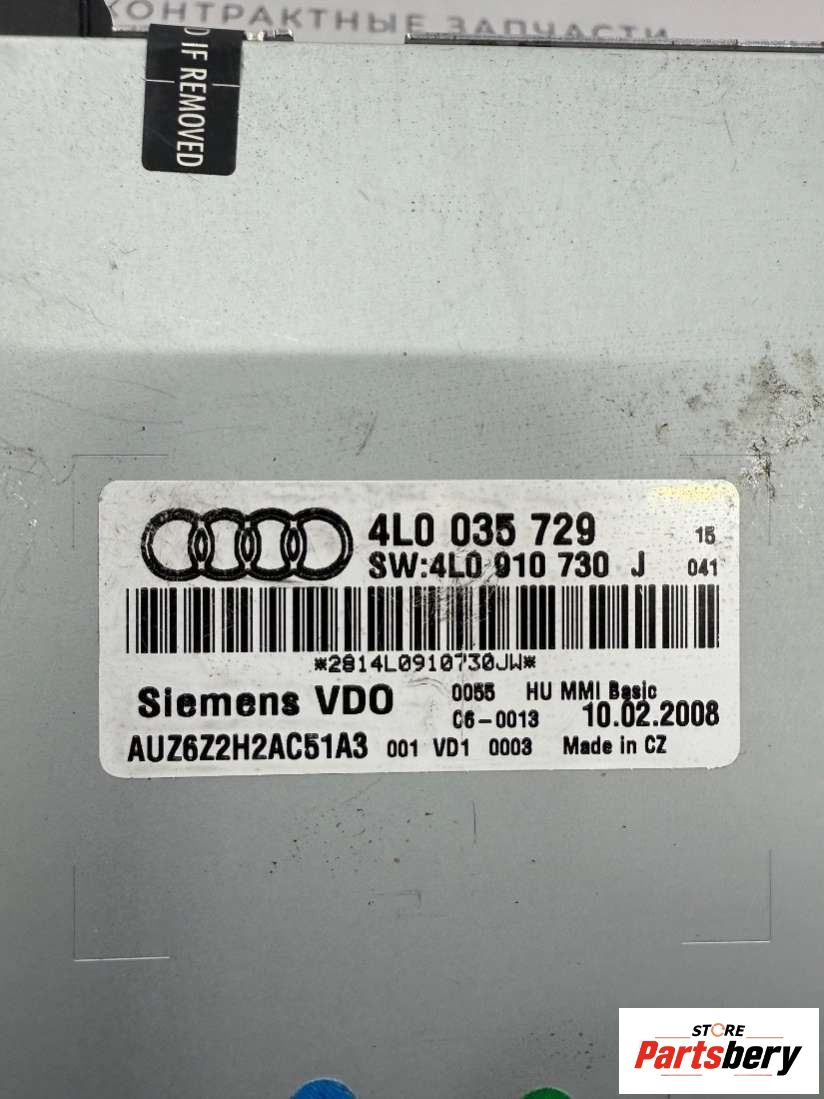 КОНТРАКТНЫЕ ЗАПЧАСТИ
D IF REMOVED
4L0 035 729 15
SW:4L0 910 730 J 041
*2814L0910730JW*
Siemens VDO 0055 HU MMI Basic
C6-0013 10.02.2008
AUZ6Z2H2AC51A3 001 VD1 0003 Made in CZ
STORE
Partsbery